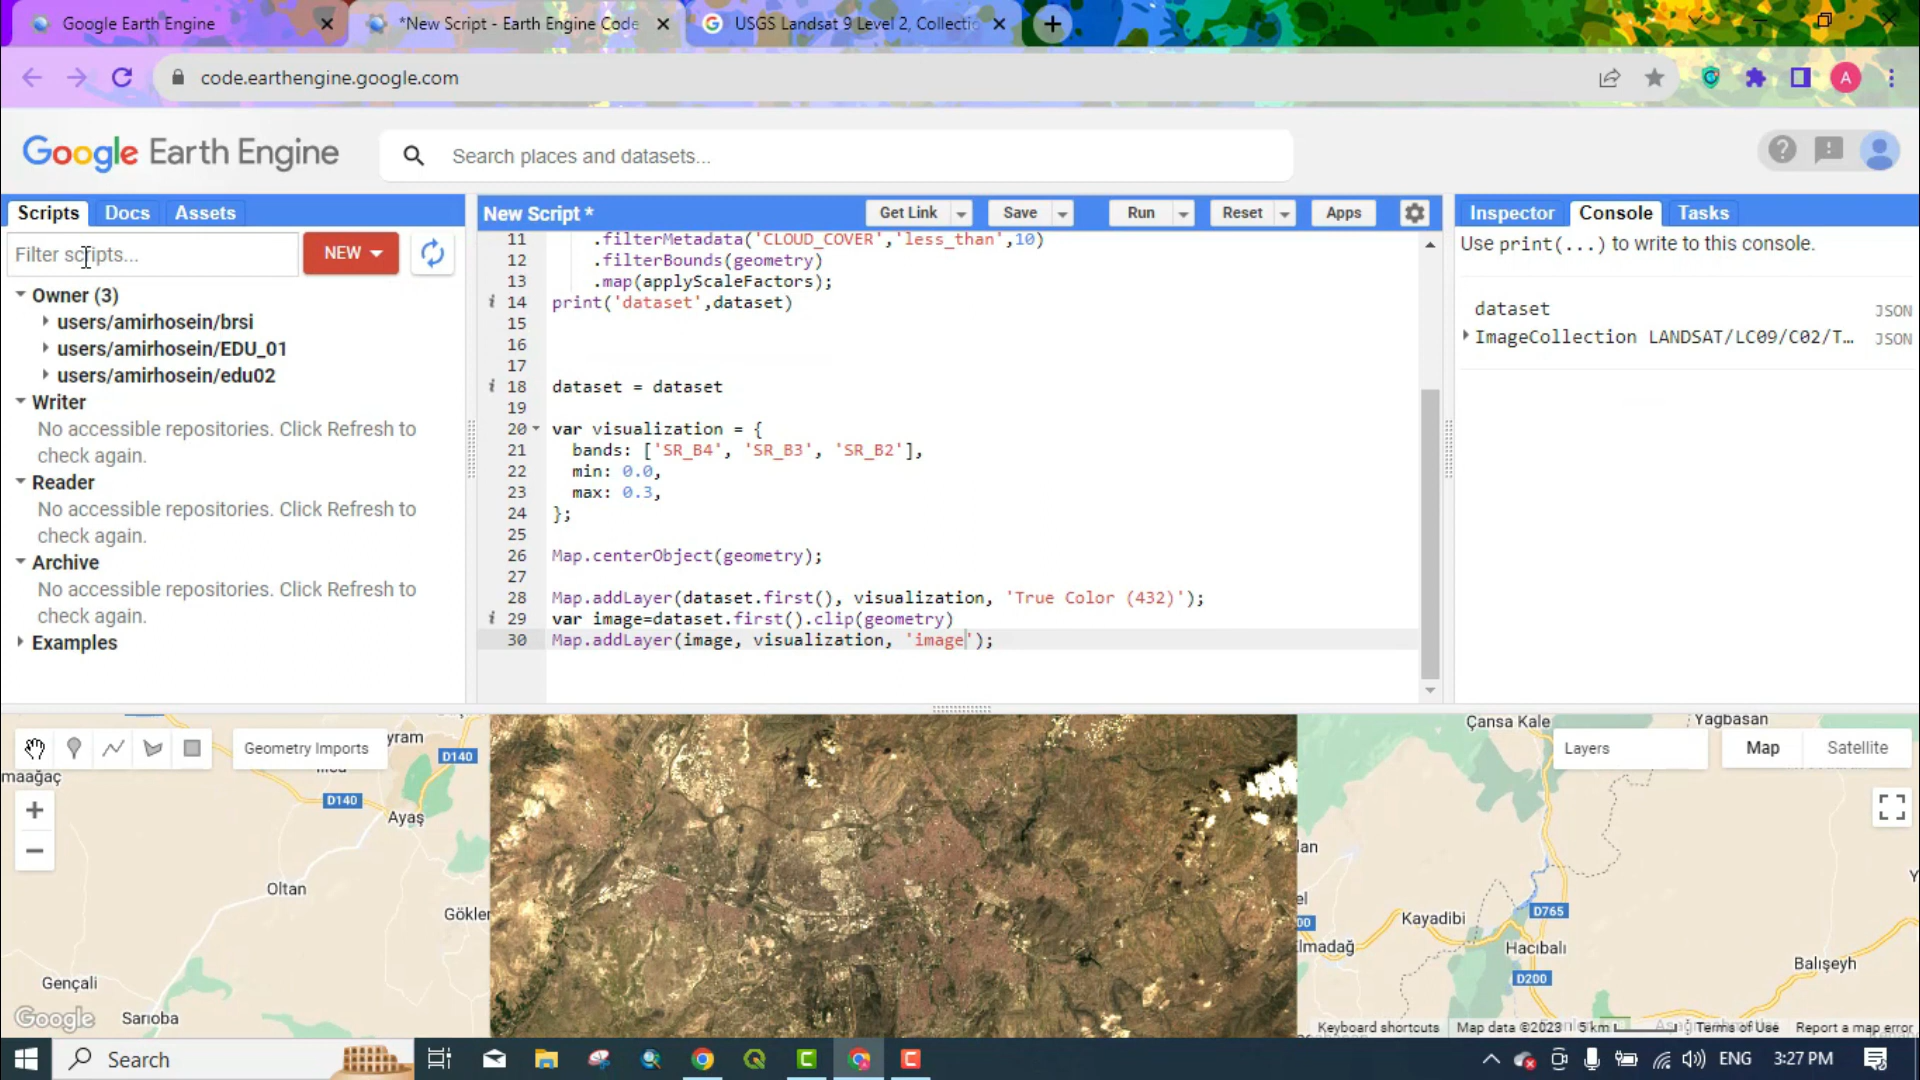 Google Earth Engine
*New Script - Earth Engine Code
USGS Landsat 9 Level 2, Collectio
code.earthengine.google.com
A
Google Earth Engine
Search places and datasets...
Scripts Docs Assets
Filter scripts...
NEW
Owner (3)
users/amirhosein/brsi
users/amirhosein/EDU_01
users/amirhosein/edu02
Writer
No accessible repositories. Click Refresh to
check again.
Reader
No accessible repositories. Click Refresh to
check again.
Archive
No accessible repositories. Click Refresh to
check again.
Examples
New Script *
Get Link Save Run Reset Apps
11 .filterMetadata('CLOUD_COVER','less_than',10)
12 .filterBounds(geometry)
13 .map(applyScaleFactors);
i 14 print('dataset',dataset)
15
16
17
i 18 dataset = dataset
19
20 var visualization = {
21 bands: ['SR_B4', 'SR_B3', 'SR_B2'],
22 min: 0.0,
23 max: 0.3,
24 };
25
26 Map.centerObject(geometry);
27
28 Map.addLayer(dataset.first(), visualization, 'True Color (432)');
i 29 var image=dataset.first().clip(geometry)
30 Map.addLayer(image, visualization, 'image');
Inspector Console Tasks
Use print(...) to write to this console.
dataset JSON
ImageCollection LANDSAT/LC09/C02/T... JSON
Geometry Imports
yram
D140
maağaç
D140
Ayaş
Oltan
Gökler
Gençali
Sarıoba
Google
Çansa Kale
Yagbasan
Layers
Map Satellite
lan
el
lmadağ
Kayadibi
D765
Hacıbalı
D200
Balışeyh
Y
Keyboard shortcuts Map data ©2023 5 km Terms of Use Report a map error
Search
ENG 3:27 PM